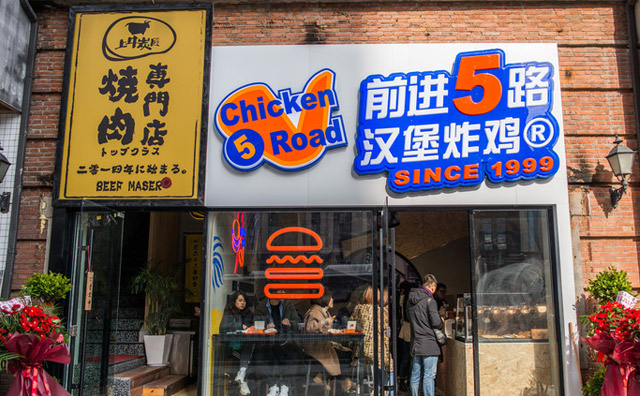 上牛炭匠
専門店
焼肉
トップクラス
二零一四年に始まる。
BEEF MASER®
Chicken
5 Road
前进5路
汉堡炸鸡®
SINCE 1999